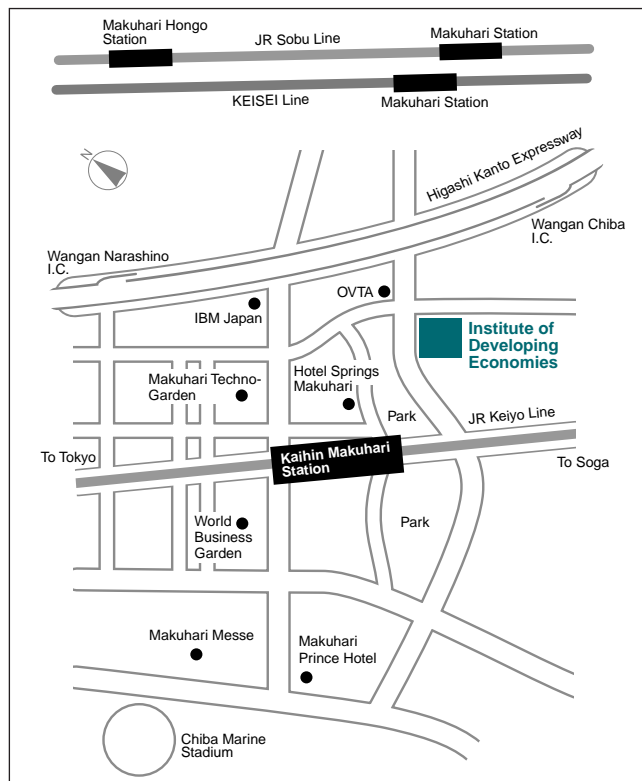 Makuhari Hongo
Station
JR Sobu Line
Makuhari Station
KEISEI Line
Makuhari Station
N
Higashi Kanto Expressway
Wangan Chiba
I.C.
Wangan Narashino
I.C.
OVTA
IBM Japan
Institute of
Developing
Economies
Makuhari Techno-
Garden
Hotel Springs
Makuhari
Park
JR Keiyo Line
To Tokyo
Kaihin Makuhari
Station
To Soga
World
Business
Garden
Park
Makuhari Messe
Makuhari
Prince Hotel
Chiba Marine
Stadium